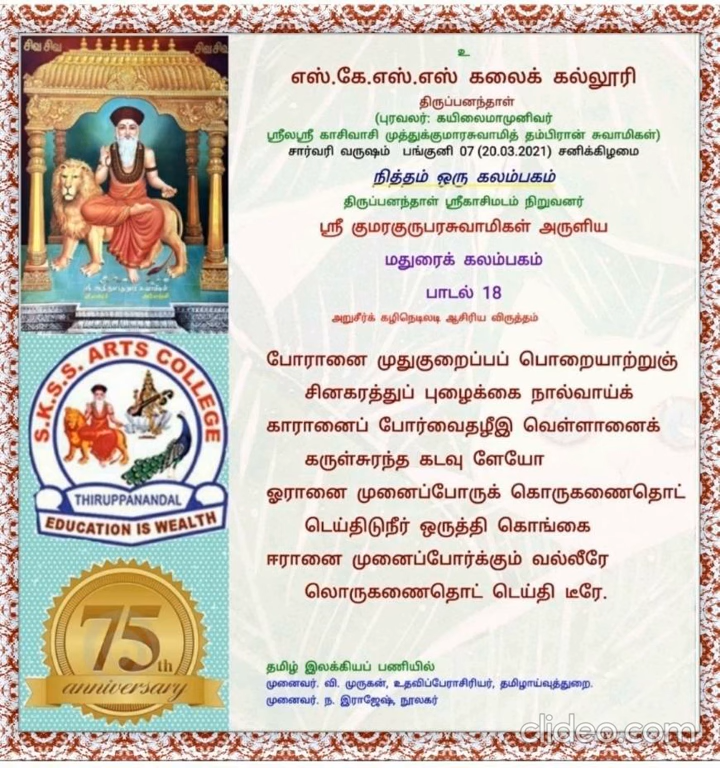 சிவ சிவ
சிவ சிவ
உ
எஸ்.கே.எஸ்.எஸ் கலைக் கல்லூரி
திருப்பனந்தாள்
(புரவலர்: கயிலைமாமுனிவர்
ஸ்ரீலஸ்ரீ காசிவாசி முத்துக்குமாரசுவாமித் தம்பிரான் சுவாமிகள்)
சார்வரி வருஷம் பங்குனி 07 (20.03.2021) சனிக்கிழமை
நித்தம் ஒரு கலம்பகம்
திருப்பனந்தாள் ஸ்ரீகாசிமடம் நிறுவனர்
ஸ்ரீ குமரகுருபரசுவாமிகள் அருளிய
மதுரைக் கலம்பகம்
பாடல் 18
அறுசீர்க் கழிநெடிலடி ஆசிரிய விருத்தம்
போரானை முதுகுறைப்பப் பொறையாற்றுஞ்
சினகரத்துப் புழைக்கை நால்வாய்க்
காரானைப் போர்வைதழீஇ வெள்ளானைக்
கருள்சுரந்த கடவு ளேயோ
ஓரானை முனைப்போருக் கொருகணைதொட்
டெய்திடுநீர் ஒருத்தி கொங்கை
ஈரானை முனைப்போர்க்கும் வல்லீரே
லொருகணைதொட் டெய்தி டீரே.
S.K.S.S. ARTS COLLEGE
THIRUPPANANDAL
EDUCATION IS WEALTH
75th
anniversary
தமிழ் இலக்கியப் பணியில்
முனைவர். வி. முருகன், உதவிப்பேராசிரியர், தமிழாய்வுத்துறை.
முனைவர். ந. இராஜேஷ், நூலகர்
clideo.com